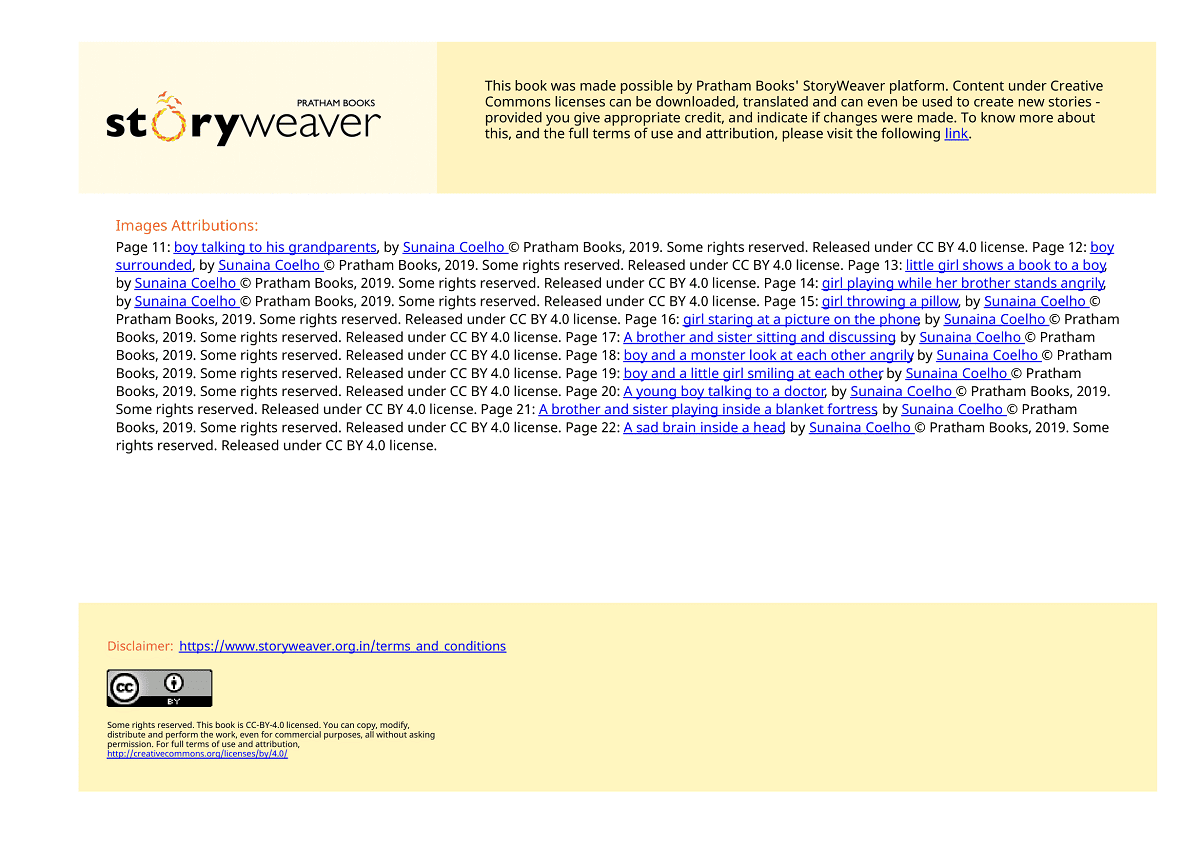 PRATHAM BOOKS
storyweaver
This book was made possible by Pratham Books' StoryWeaver platform. Content under Creative
Commons licenses can be downloaded, translated and can even be used to create new stories -
provided you give appropriate credit, and indicate if changes were made. To know more about
this, and the full terms of use and attribution, please visit the following link.
Images Attributions:
Page 11: boy talking to his grandparents, by Sunaina Coelho © Pratham Books, 2019. Some rights reserved. Released under CC BY 4.0 license. Page 12: boy
surrounded, by Sunaina Coelho © Pratham Books, 2019. Some rights reserved. Released under CC BY 4.0 license. Page 13: little girl shows a book to a boy,
by Sunaina Coelho © Pratham Books, 2019. Some rights reserved. Released under CC BY 4.0 license. Page 14: girl playing while her brother stands angrily,
by Sunaina Coelho © Pratham Books, 2019. Some rights reserved. Released under CC BY 4.0 license. Page 15: girl throwing a pillow, by Sunaina Coelho ©
Pratham Books, 2019. Some rights reserved. Released under CC BY 4.0 license. Page 16: girl staring at a picture on the phone, by Sunaina Coelho © Pratham
Books, 2019. Some rights reserved. Released under CC BY 4.0 license. Page 17: A brother and sister sitting and discussing by Sunaina Coelho © Pratham
Books, 2019. Some rights reserved. Released under CC BY 4.0 license. Page 18: boy and a monster look at each other angrily, by Sunaina Coelho © Pratham
Books, 2019. Some rights reserved. Released under CC BY 4.0 license. Page 19: boy and a little girl smiling at each other, by Sunaina Coelho © Pratham
Books, 2019. Some rights reserved. Released under CC BY 4.0 license. Page 20: A young boy talking to a doctor, by Sunaina Coelho © Pratham Books, 2019.
Some rights reserved. Released under CC BY 4.0 license. Page 21: A brother and sister playing inside a blanket fortress, by Sunaina Coelho © Pratham
Books, 2019. Some rights reserved. Released under CC BY 4.0 license. Page 22: A sad brain inside a head, by Sunaina Coelho © Pratham Books, 2019. Some
rights reserved. Released under CC BY 4.0 license.
Disclaimer: https://www.storyweaver.org.in/terms_and_conditions
cc
BY
Some rights reserved. This book is CC-BY-4.0 licensed. You can copy, modify,
distribute and perform the work, even for commercial purposes, all without asking
permission. For full terms of use and attribution,
http://creativecommons.org/licenses/by/4.0/